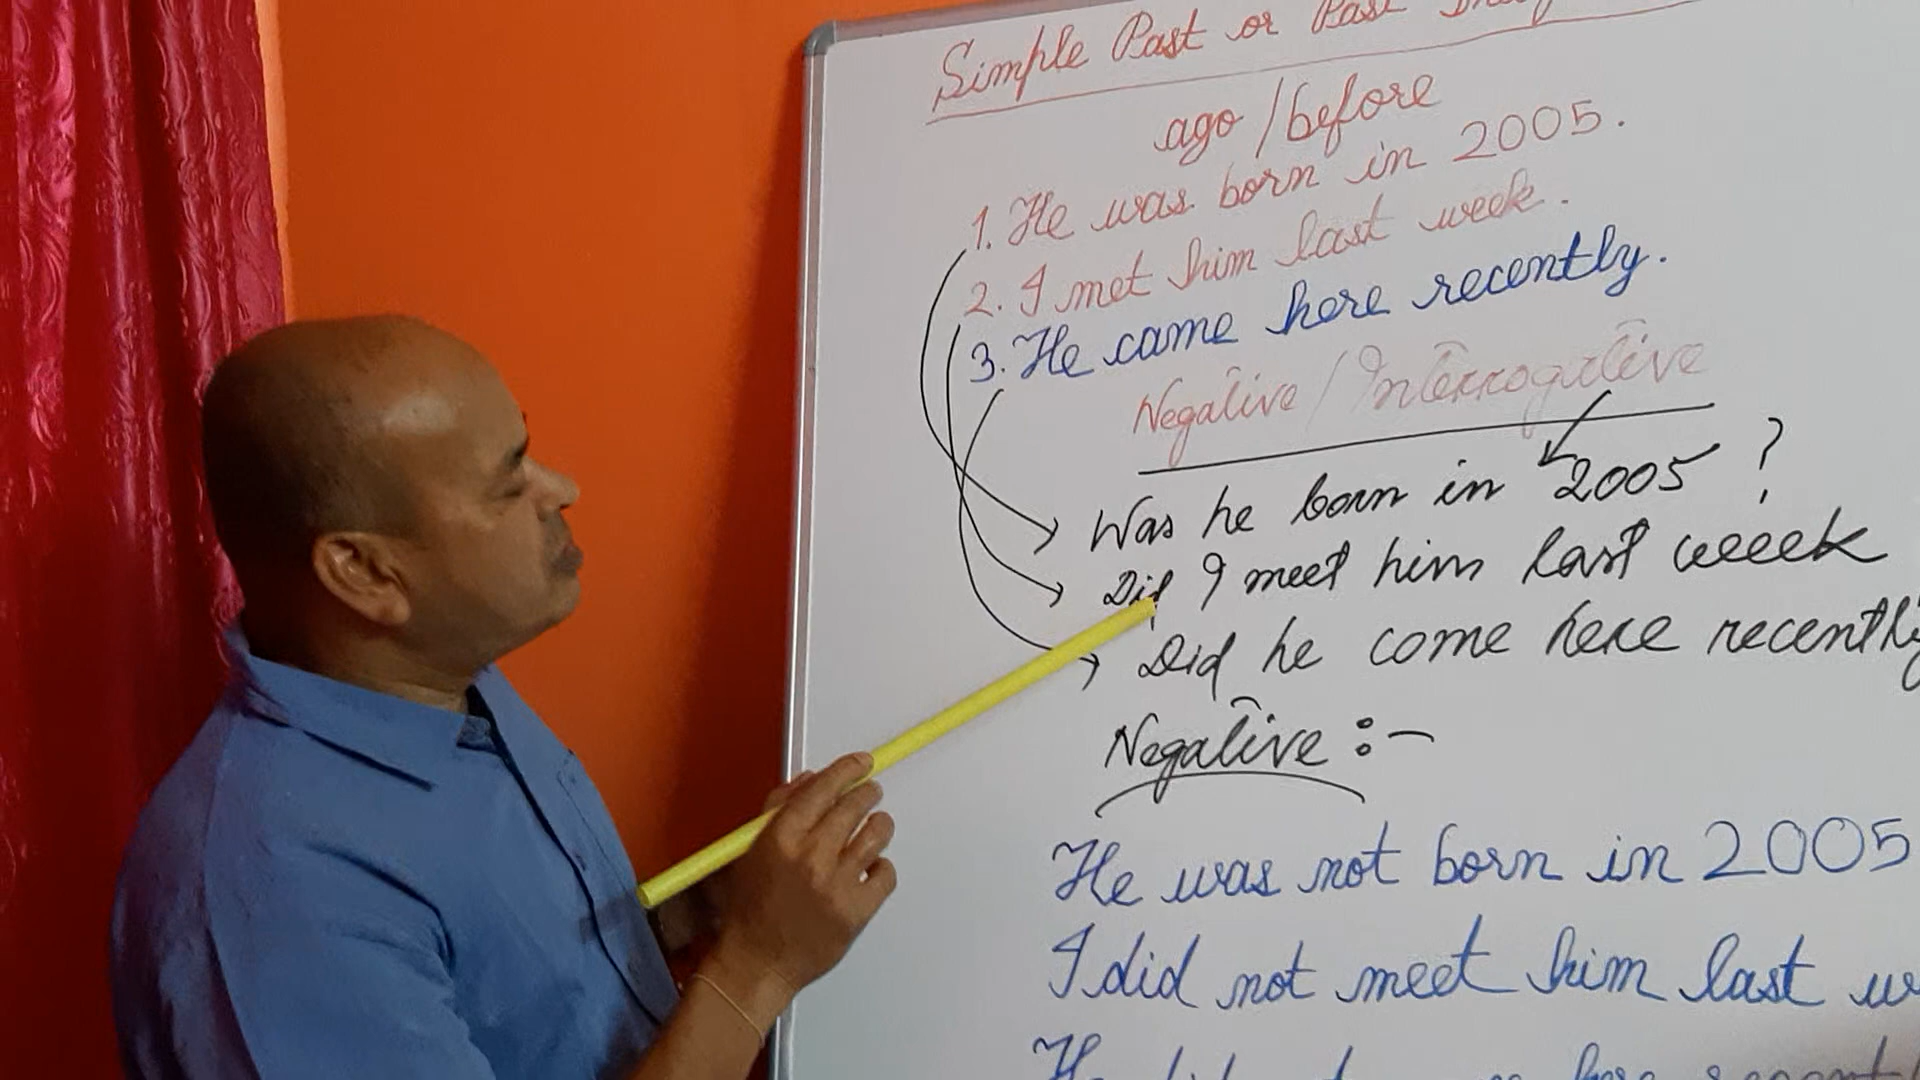 Simple Past or Past
ago / before
1. He was born in 2005.
2. I met him last week.
3. He came here recently.
Negative / Interrogative
Was he born in 2005 ?
Did I meet him last week
Did he come here recently
Negative :-
He was not born in 2005
I did not meet him last
He